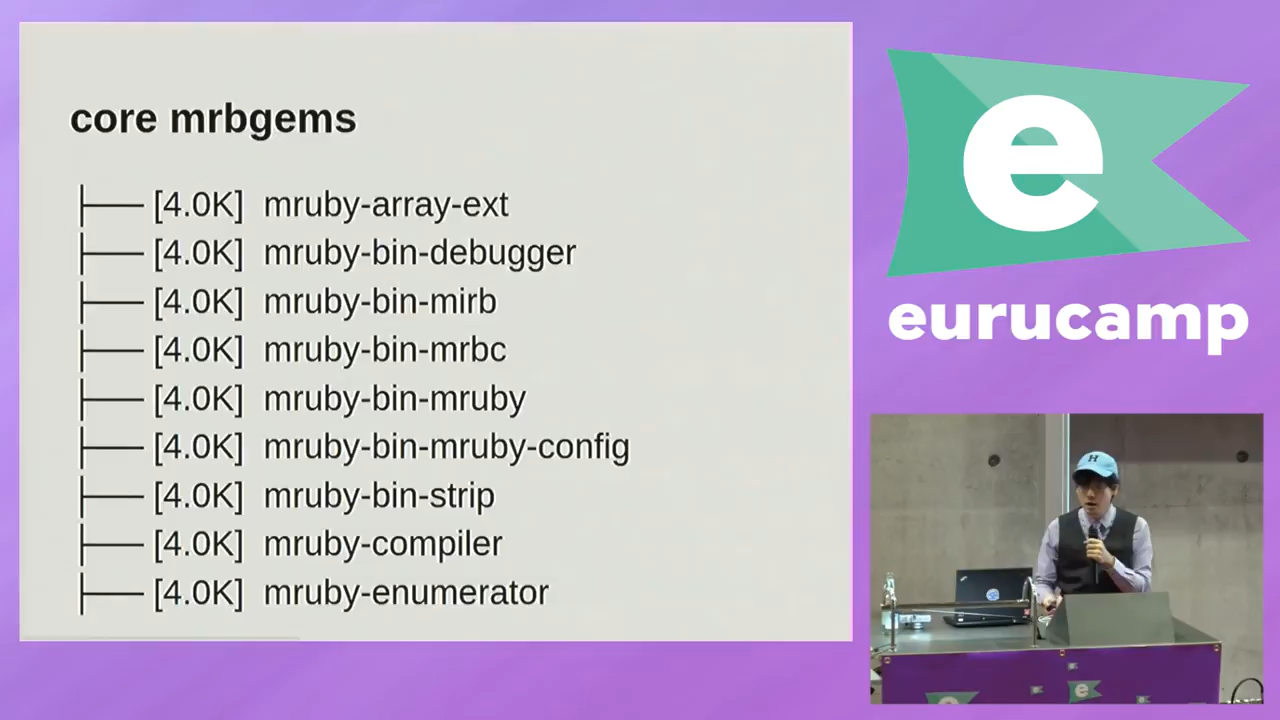 core mrbgems
├── [4.0K] mruby-array-ext
├── [4.0K] mruby-bin-debugger
├── [4.0K] mruby-bin-mirb
├── [4.0K] mruby-bin-mrbc
├── [4.0K] mruby-bin-mruby
├── [4.0K] mruby-bin-mruby-config
├── [4.0K] mruby-bin-strip
├── [4.0K] mruby-compiler
├── [4.0K] mruby-enumerator
e
eurucamp
H
e